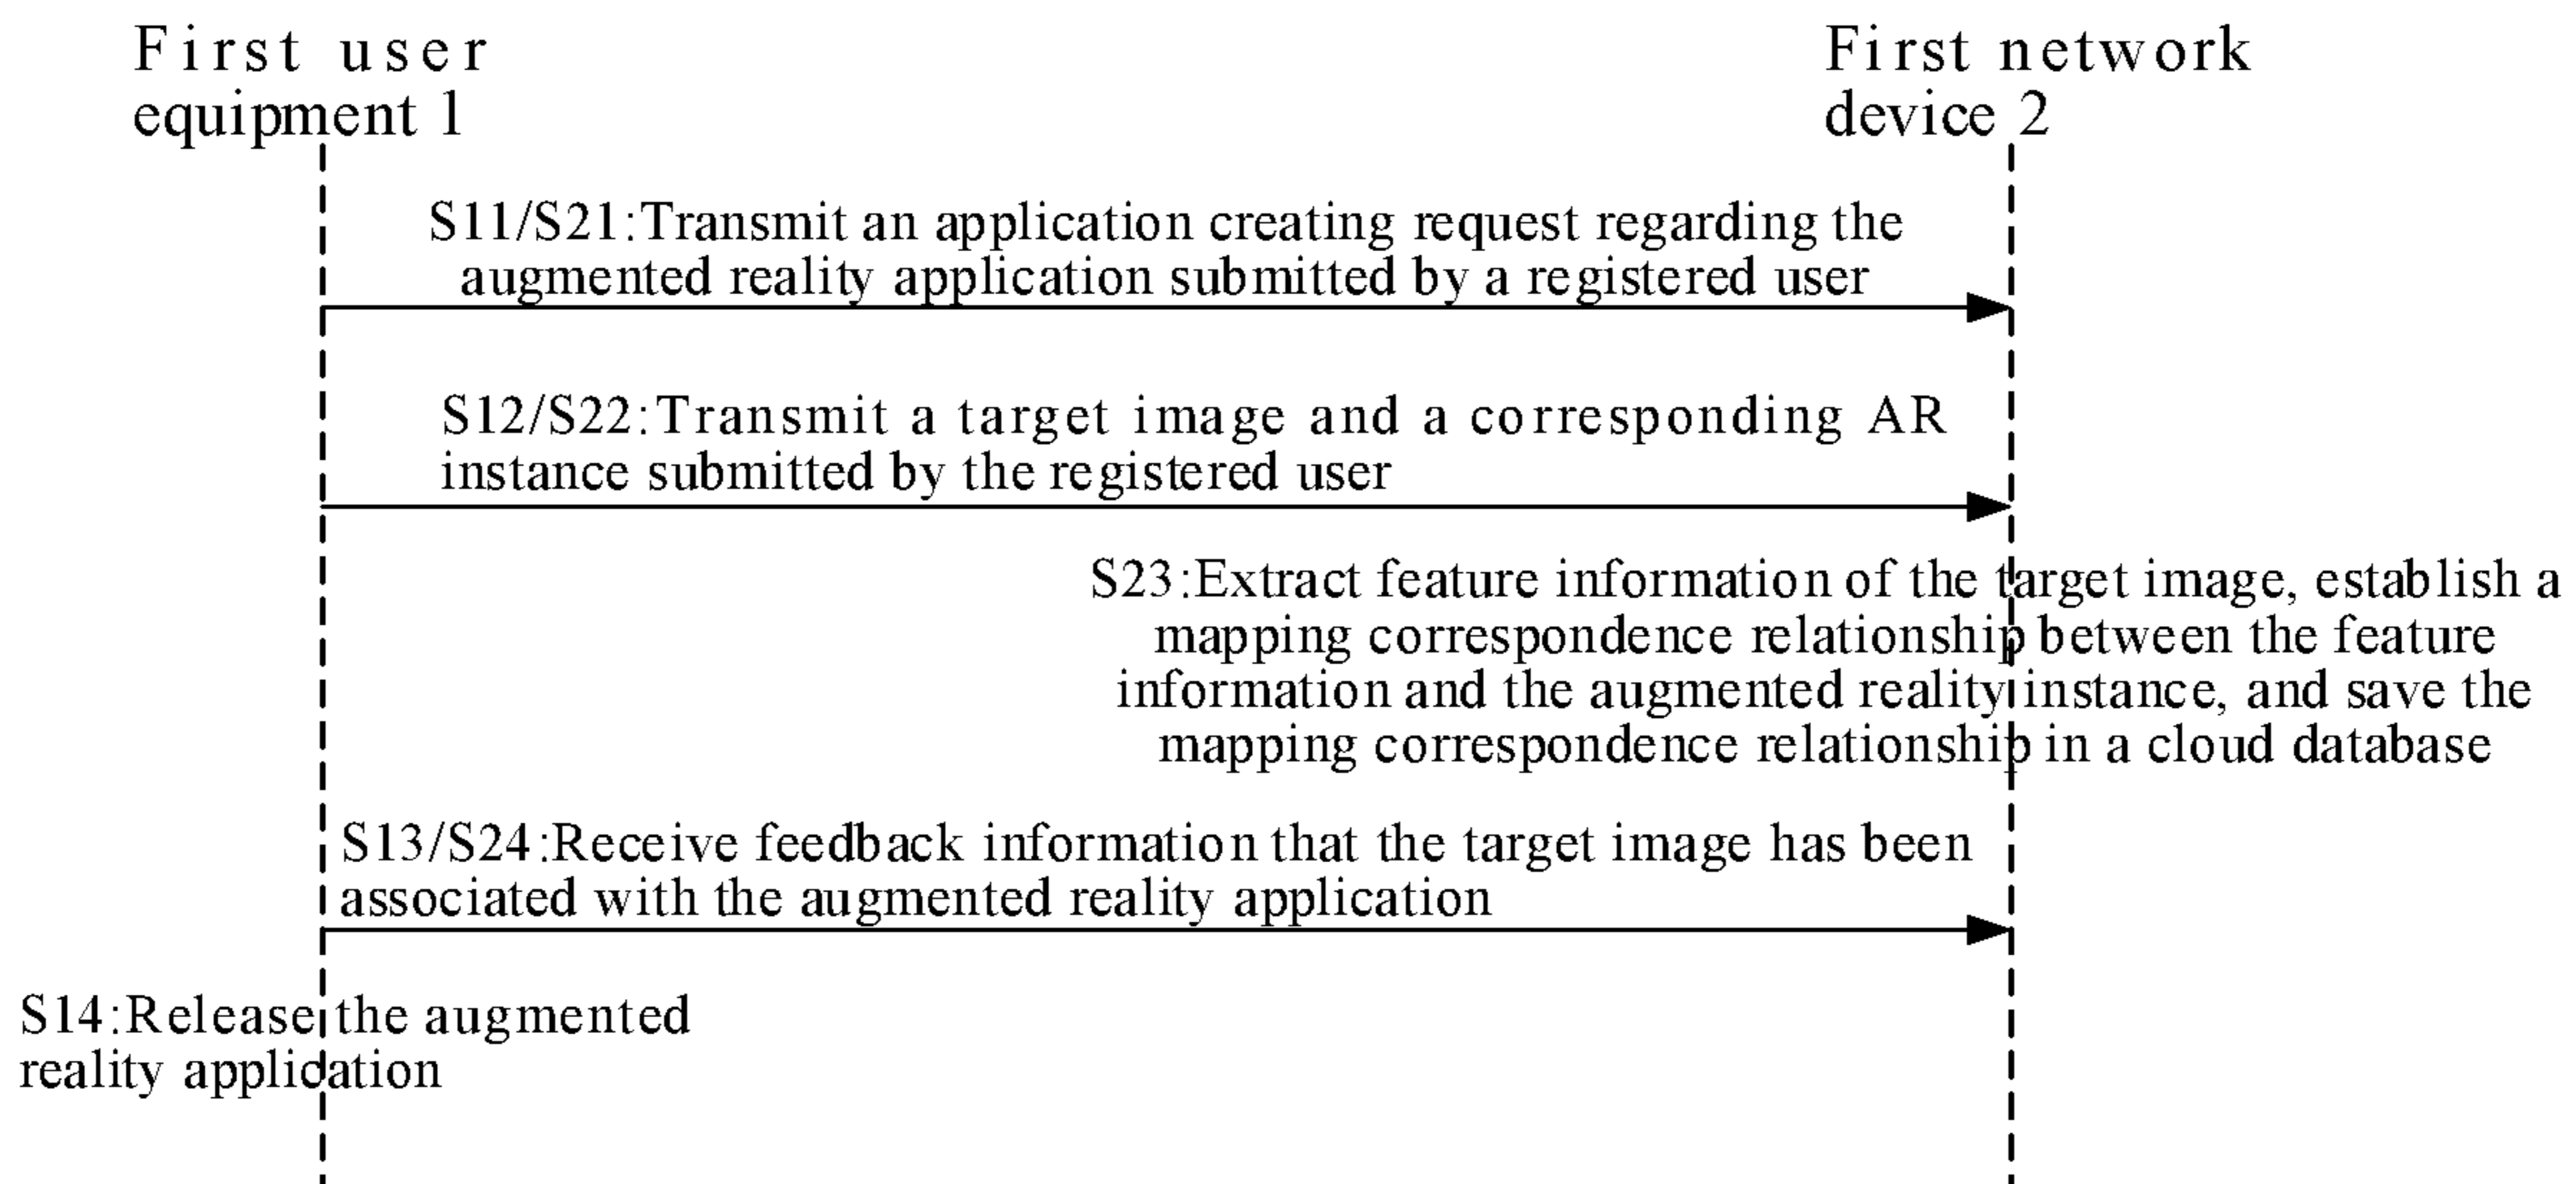 First user
equipment 1
First network
device 2
S11/S21:Transmit an application creating request regarding the
augmented reality application submitted by a registered user
S12/S22:Transmit a target image and a corresponding AR
instance submitted by the registered user
S23:Extract feature information of the target image, establish a
mapping correspondence relationship between the feature
information and the augmented reality instance, and save the
mapping correspondence relationship in a cloud database
S13/S24:Receive feedback information that the target image has been
associated with the augmented reality application
S14:Release the augmented
reality application